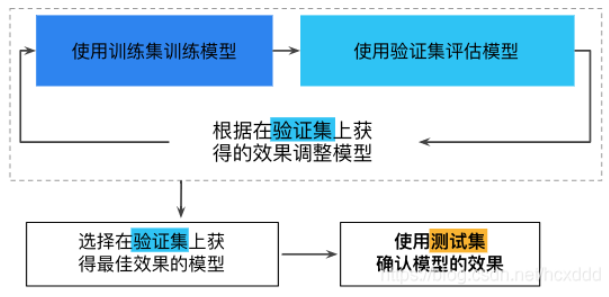 使用训练集训练模型
使用验证集评估模型
根据在验证集上获
得的效果调整模型
选择在验证集上获
得最佳效果的模型
使用测试集
确认模型的效果
https://blog.csdn.net/hcxddd